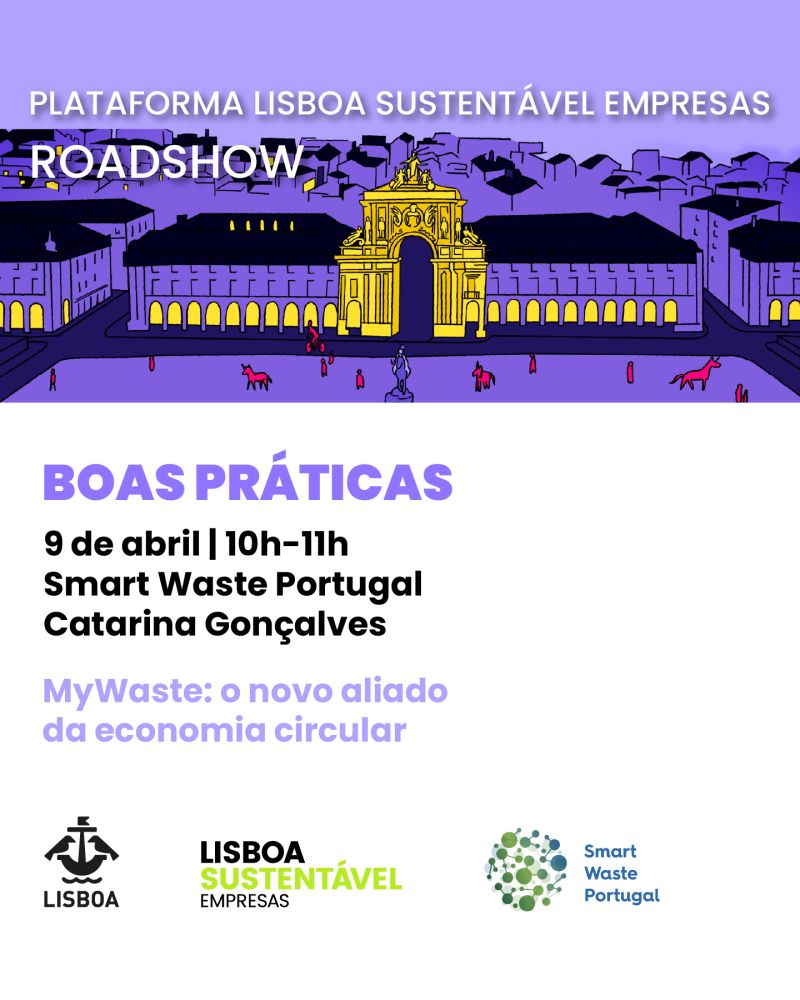 PLATAFORMA LISBOA SUSTENTÁVEL EMPRESAS
ROADSHOW
BOAS PRÁTICAS
9 de abril | 10h-11h
Smart Waste Portugal
Catarina Gonçalves
MyWaste: o novo aliado
da economia circular
LISBOA
LISBOA
SUSTENTÁVEL
EMPRESAS
Smart
Waste
Portugal